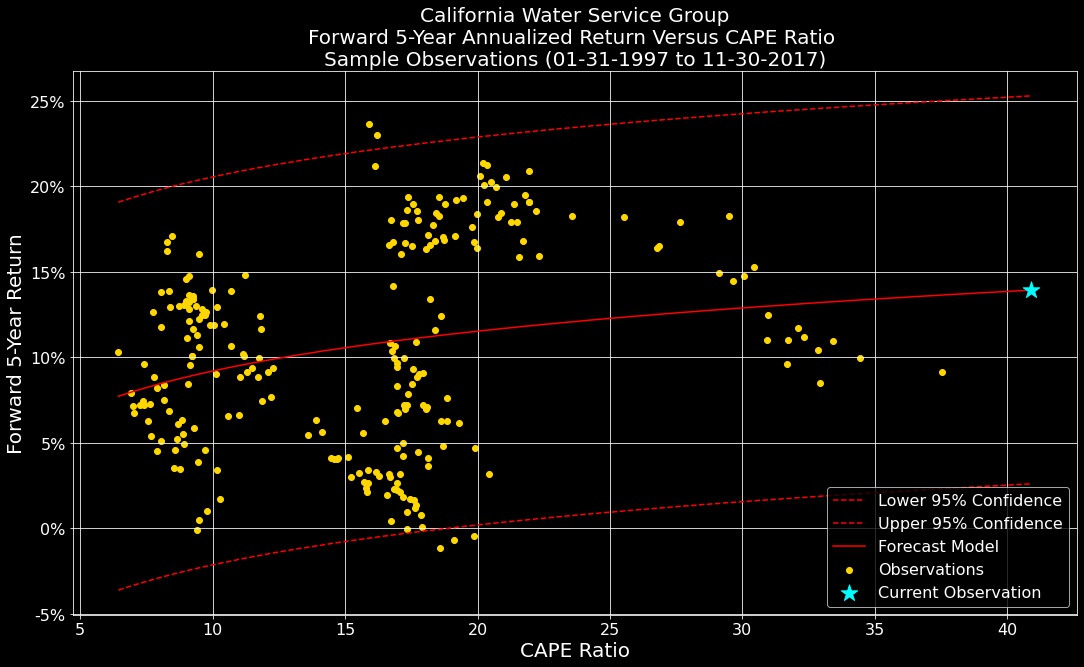 California Water Service Group
Forward 5-Year Annualized Return Versus CAPE Ratio
Sample Observations (01-31-1997 to 11-30-2017)
Forward 5-Year Return
25%
20%
15%
10%
5%
0%
-5%
Lower 95% Confidence
Upper 95% Confidence
Forecast Model
Observations
Current Observation
5 10 15 20 25 30 35 40
CAPE Ratio